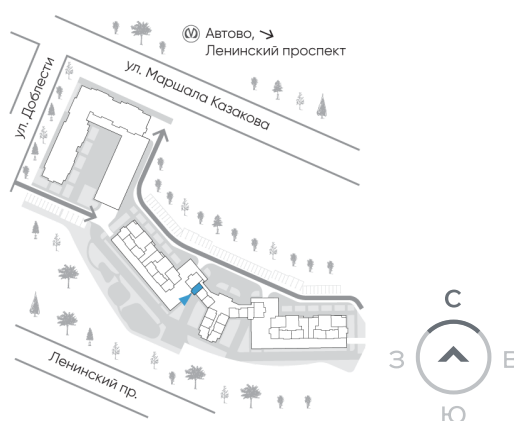 М Автово, ↘
Ленинский проспект
ул. Маршала Казакова
ул. Доблести
Ленинский пр.
С
З
В
Ю